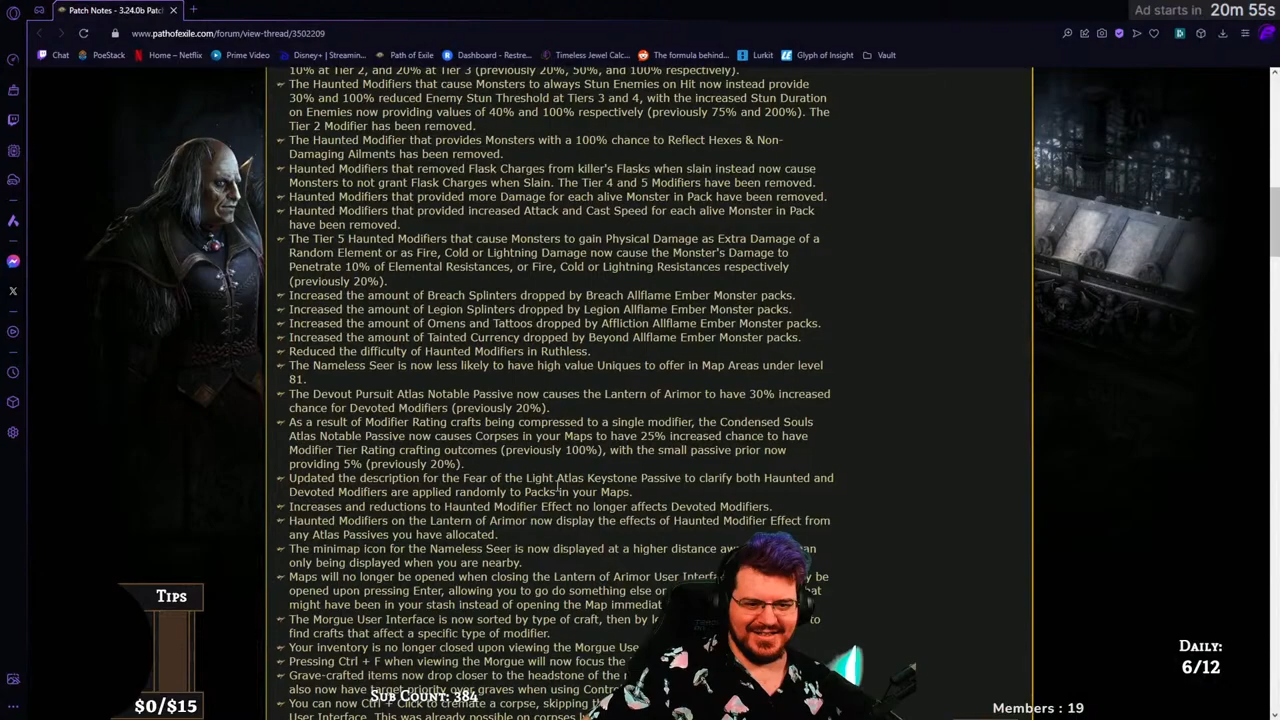 Patch Notes - 3.24.0b Patc
Ad starts in 20m 55s
www.pathofexile.com/forum/view-thread/3502209
Chat PoeStack Home – Netflix Prime Video Disney+ | Streamin... Path of Exile Dashboard - Restre... Timeless Jewel Calc... The formula behind... Lurkit Glyph of Insight Vault
10% at Tier 2, and 20% at Tier 3 (previously 20%, 50%, and 100% respectively).
The Haunted Modifiers that cause Monsters to always Stun Enemies on Hit now instead provide
30% and 100% reduced Enemy Stun Threshold at Tiers 3 and 4, with the increased Stun Duration
on Enemies now providing values of 40% and 100% respectively (previously 75% and 200%). The
Tier 2 Modifier has been removed.
The Haunted Modifier that provides Monsters with a 100% chance to Reflect Hexes & Non-
Damaging Ailments has been removed.
Haunted Modifiers that removed Flask Charges from killer's Flasks when slain instead now cause
Monsters to not grant Flask Charges when Slain. The Tier 4 and 5 Modifiers have been removed.
Haunted Modifiers that provided more Damage for each alive Monster in Pack have been removed.
Haunted Modifiers that provided increased Attack and Cast Speed for each alive Monster in Pack
have been removed.
The Tier 5 Haunted Modifiers that cause Monsters to gain Physical Damage as Extra Damage of a
Random Element or as Fire, Cold or Lightning Damage now cause the Monster's Damage to
Penetrate 10% of Elemental Resistances, or Fire, Cold or Lightning Resistances respectively
(previously 20%).
Increased the amount of Breach Splinters dropped by Breach Allflame Ember Monster packs.
Increased the amount of Legion Splinters dropped by Legion Allflame Ember Monster packs.
Increased the amount of Omens and Tattoos dropped by Affliction Allflame Ember Monster packs.
Increased the amount of Tainted Currency dropped by Beyond Allflame Ember Monster packs.
Reduced the difficulty of Haunted Modifiers in Ruthless.
The Nameless Seer is now less likely to have high value Uniques to offer in Map Areas under level
81.
The Devout Pursuit Atlas Notable Passive now causes the Lantern of Arimor to have 30% increased
chance for Devoted Modifiers (previously 20%).
As a result of Modifier Rating crafts being compressed to a single modifier, the Condensed Souls
Atlas Notable Passive now causes Corpses in your Maps to have 25% increased chance to have
Modifier Tier Rating crafting outcomes (previously 100%), with the small passive prior now
providing 5% (previously 20%).
Updated the description for the Fear of the Light Atlas Keystone Passive to clarify both Haunted and
Devoted Modifiers are applied randomly to Packs in your Maps.
Increases and reductions to Haunted Modifier Effect no longer affects Devoted Modifiers.
Haunted Modifiers on the Lantern of Arimor now display the effects of Haunted Modifier Effect from
any Atlas Passives you have allocated.
The minimap icon for the Nameless Seer is now displayed at a higher distance
only being displayed when you are nearby.
Maps will no longer be opened when closing the Lantern of Arimor User be
opened upon pressing Enter, allowing you to go do something else or
might have been in your stash instead of opening the Map
The Morgue User Interface is now sorted by type of craft, then by to
find crafts that affect a specific type of modifier.
Your inventory is no longer closed upon viewing the Morgue
Pressing Ctrl + F when viewing the Morgue will now focus the
Grave-crafted items now drop closer to the headstone of the
also now have target priority over graves when using
You can now Ctrl + Click to cremate a corpse, skipping
User Interface. This was already possible on corpses
Tips
$0/$15
Sub Count: 384
Daily:
6/12
Members : 19